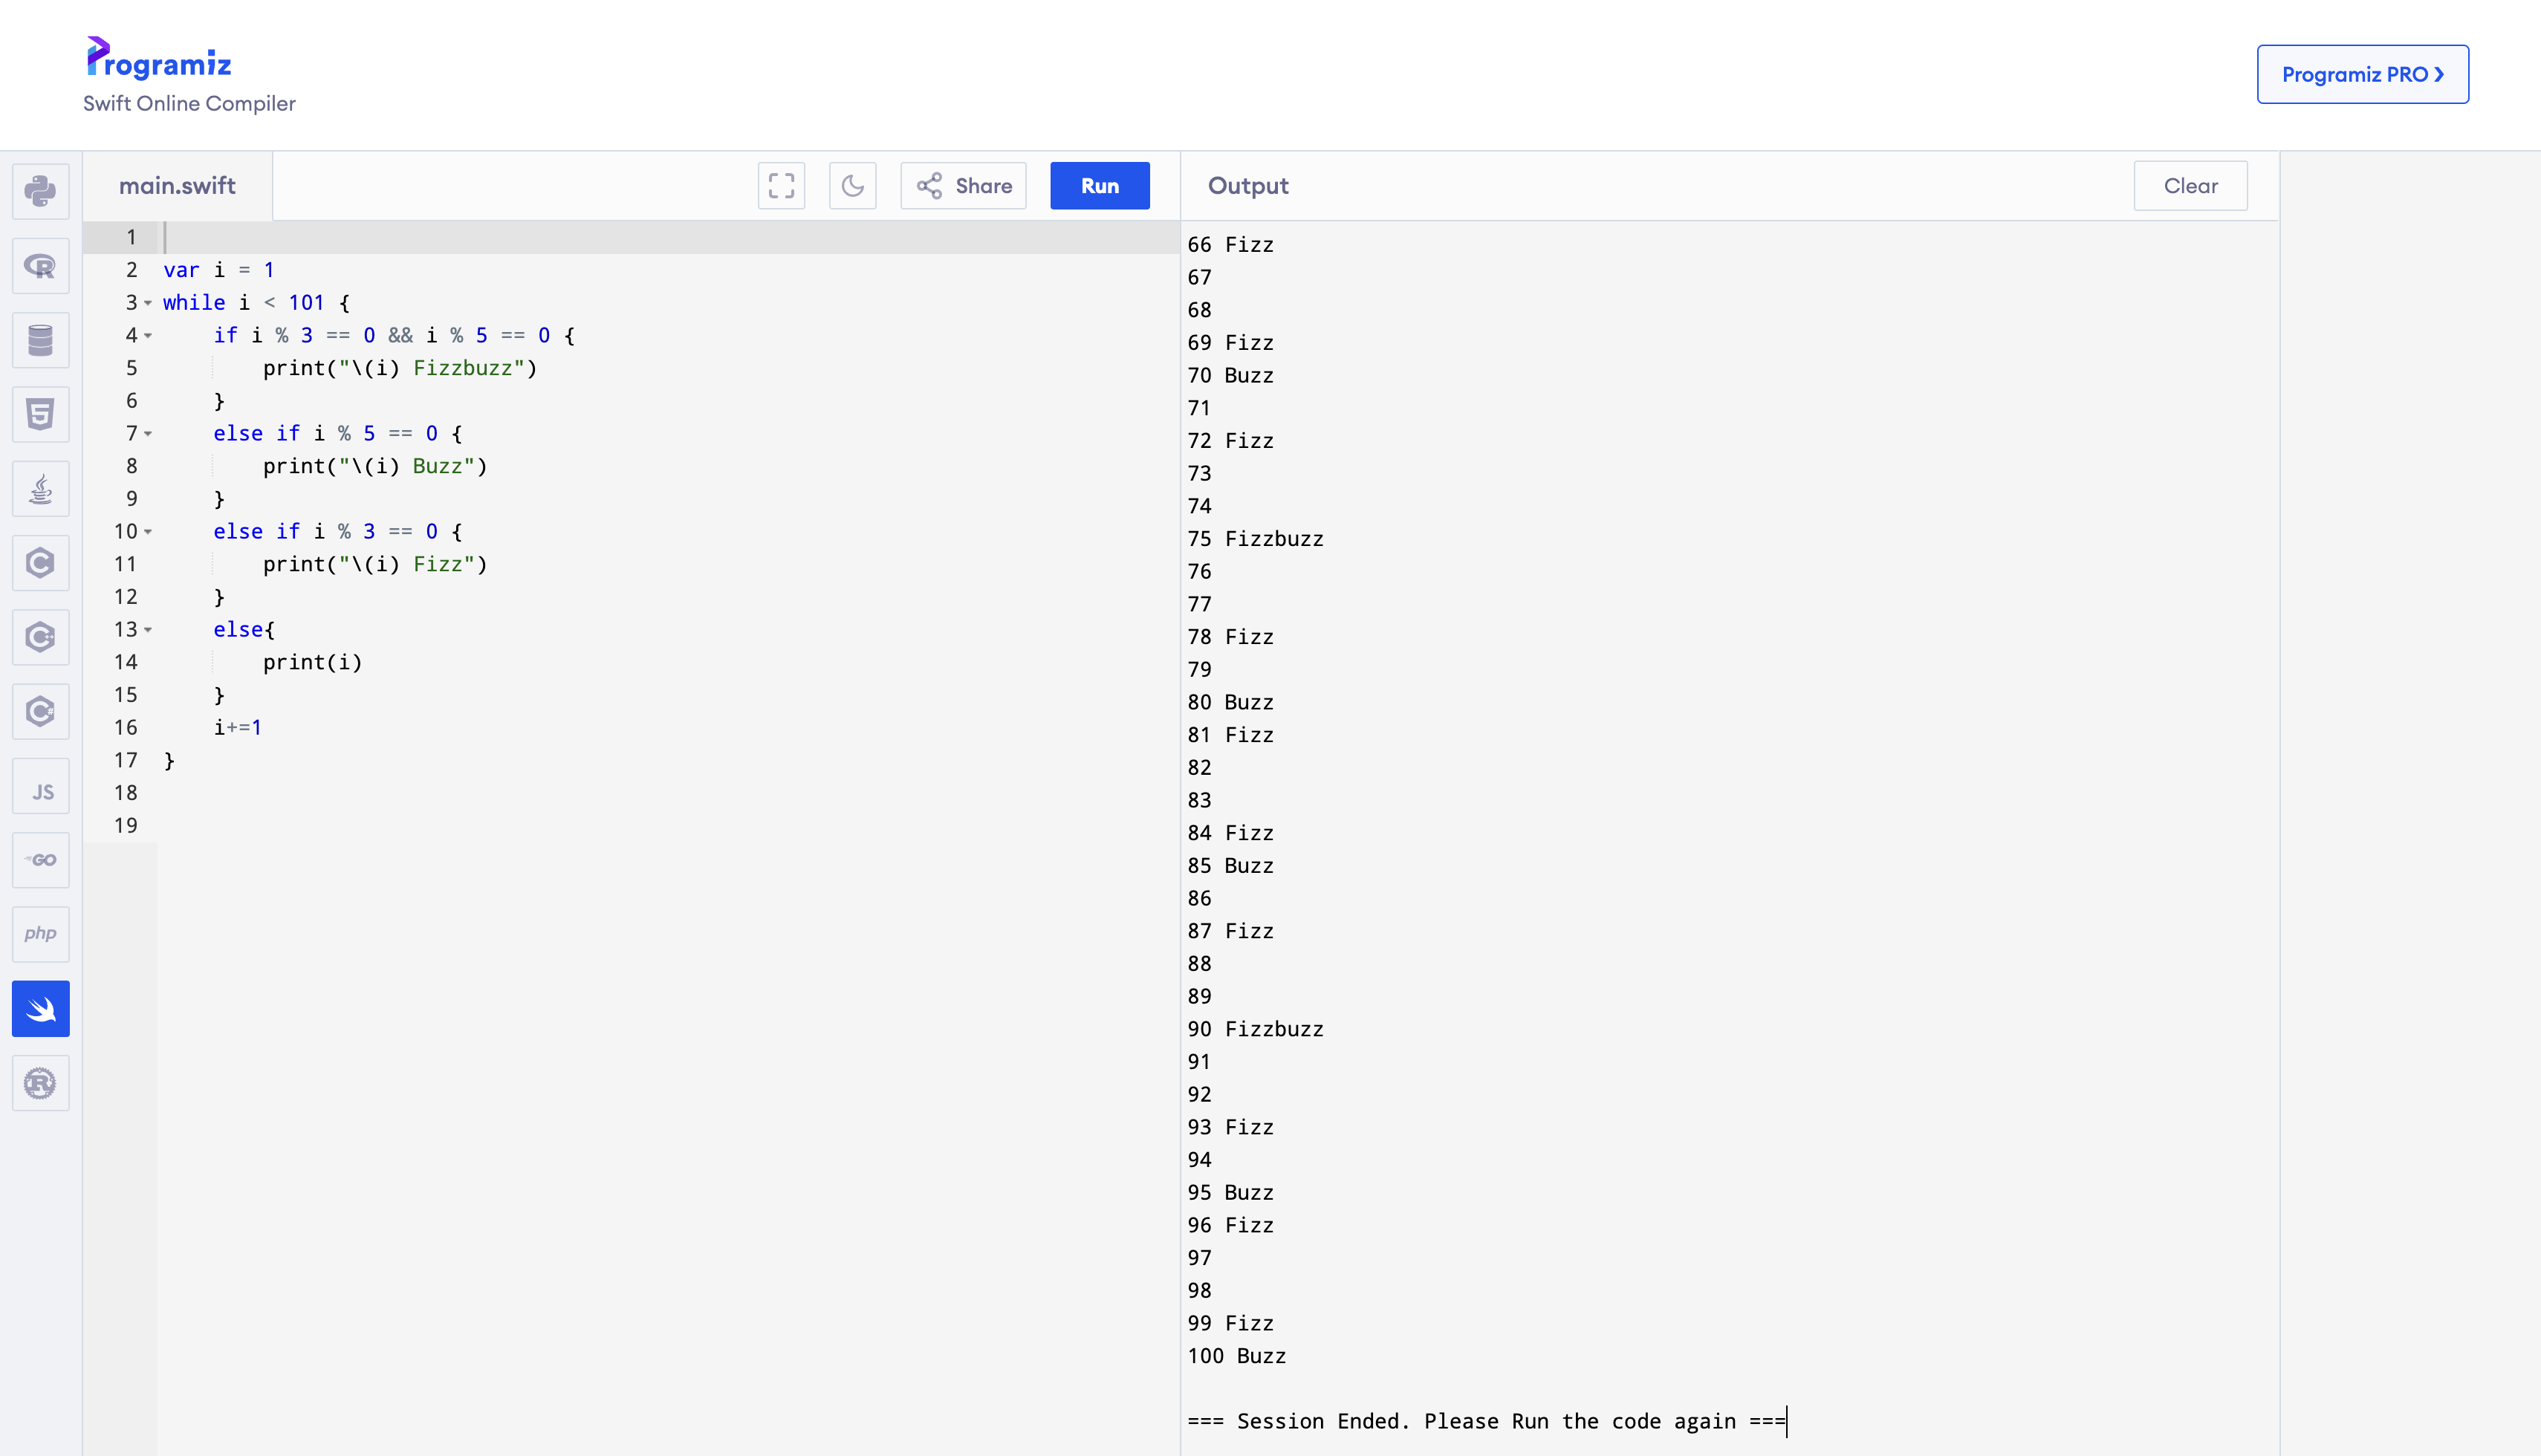 Programiz
Swift Online Compiler
Programiz PRO ❯
main.swift
Share
Run
Output
Clear
JS
GO
php
1
2 var i = 1
3 while i < 101 {
4     if i % 3 == 0 && i % 5 == 0 {
5         print("\(i) Fizzbuzz")
6     }
7     else if i % 5 == 0 {
8         print("\(i) Buzz")
9     }
10     else if i % 3 == 0 {
11         print("\(i) Fizz")
12     }
13     else{
14         print(i)
15     }
16     i+=1
17 }
18
19
66 Fizz
67
68
69 Fizz
70 Buzz
71
72 Fizz
73
74
75 Fizzbuzz
76
77
78 Fizz
79
80 Buzz
81 Fizz
82
83
84 Fizz
85 Buzz
86
87 Fizz
88
89
90 Fizzbuzz
91
92
93 Fizz
94
95 Buzz
96 Fizz
97
98
99 Fizz
100 Buzz
=== Session Ended. Please Run the code again ===